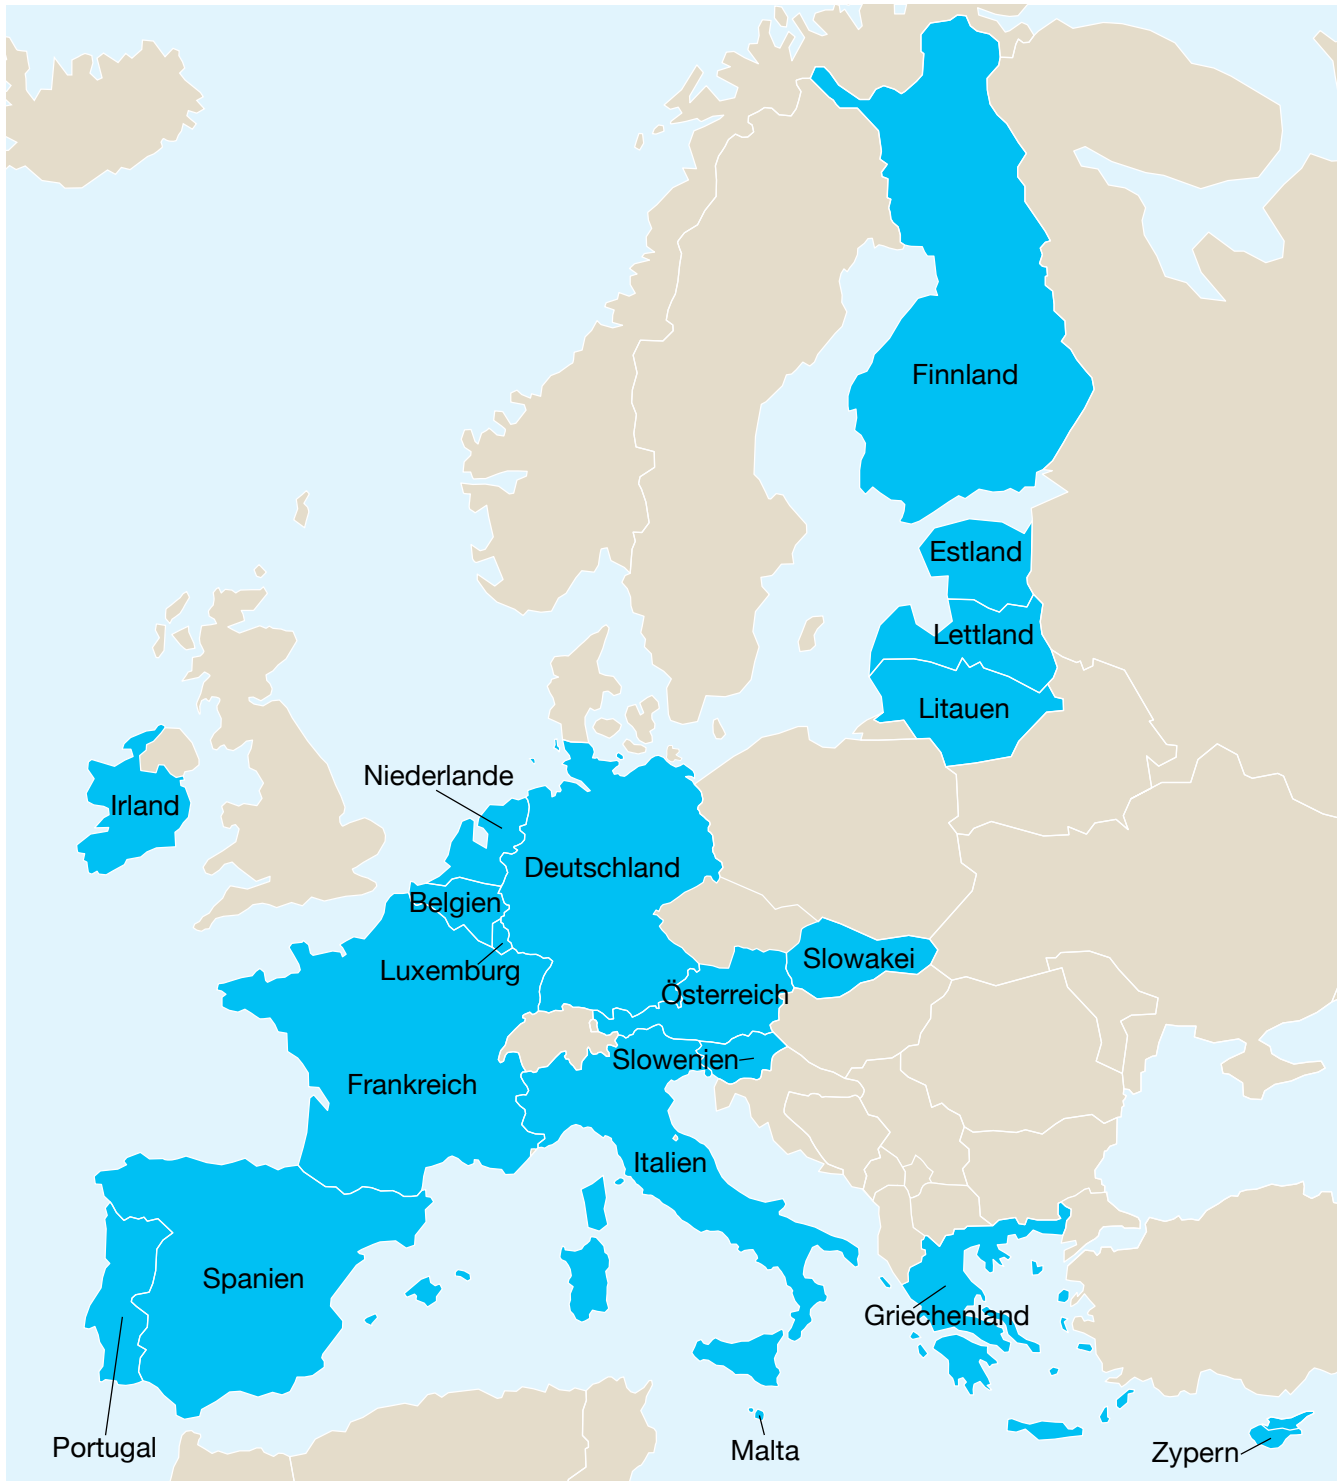 Finnland
Estland
Lettland
Litauen
Niederlande
Irland
Deutschland
Belgien
Slowakei
Luxemburg
Österreich
Slowenien
Frankreich
Italien
Spanien
Griechenland
Portugal
Malta
Zypern